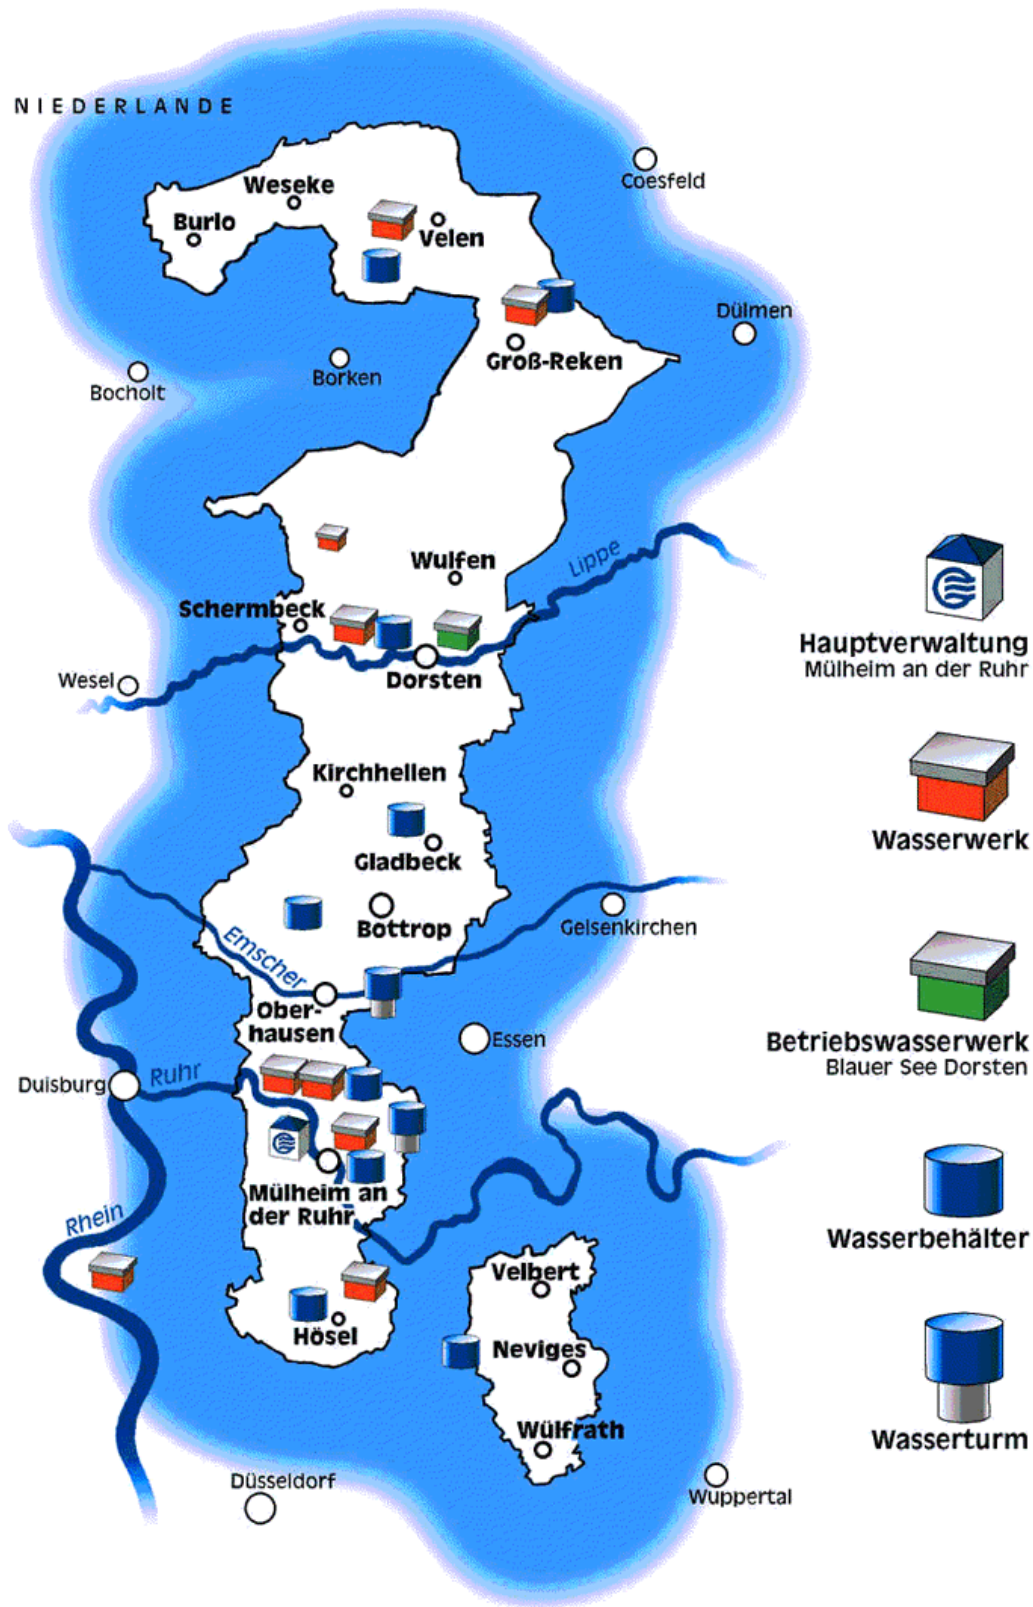 NIEDERLANDE
Coesfeld
Weseke
Burlo
Velen
Dülmen
Groß-Reken
Borken
Bocholt
Lippe
Wulfen
Schermbeck
Wesel
Dorsten
Kirchhellen
Gladbeck
Bottrop
Gelsenkirchen
Emscher
Ober-
hausen
Essen
Duisburg
Ruhr
Mülheim an
der Ruhr
Rhein
Velbert
Hösel
Neviges
Wülfrath
Düsseldorf
Wuppertal
Hauptverwaltung
Mülheim an der Ruhr
Wasserwerk
Betriebswasserwerk
Blauer See Dorsten
Wasserbehälter
Wasserturm